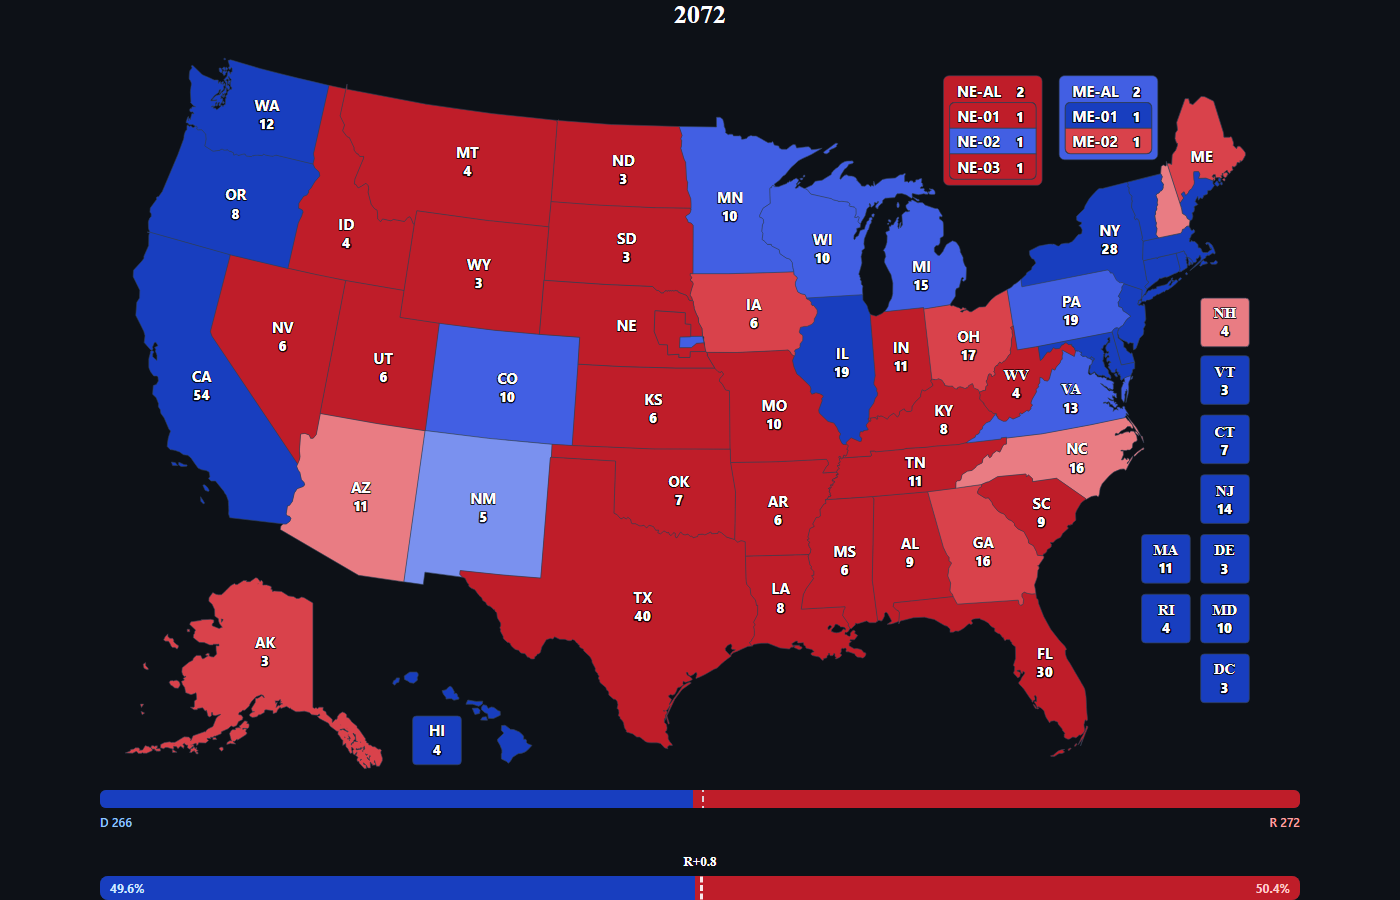 2072
WA
12
OR
8
CA
54
ID
4
NV
6
UT
6
AZ
11
MT
4
WY
3
CO
10
NM
5
ND
3
SD
3
NE
KS
6
OK
7
TX
40
MN
10
IA
6
MO
10
AR
6
LA
8
WI
10
IL
19
MS
6
MI
15
IN
11
OH
17
KY
8
TN
11
AL
9
GA
16
FL
30
SC
9
NC
16
VA
13
WV
4
PA
19
NY
28
ME
AK
3
HI
4
NE-AL 2
NE-01 1
NE-02 1
NE-03 1
ME-AL 2
ME-01 1
ME-02 1
NH
4
VT
3
CT
7
NJ
14
MA
11
DE
3
RI
4
MD
10
DC
3
D 266
R 272
R+0.8
49.6%
50.4%